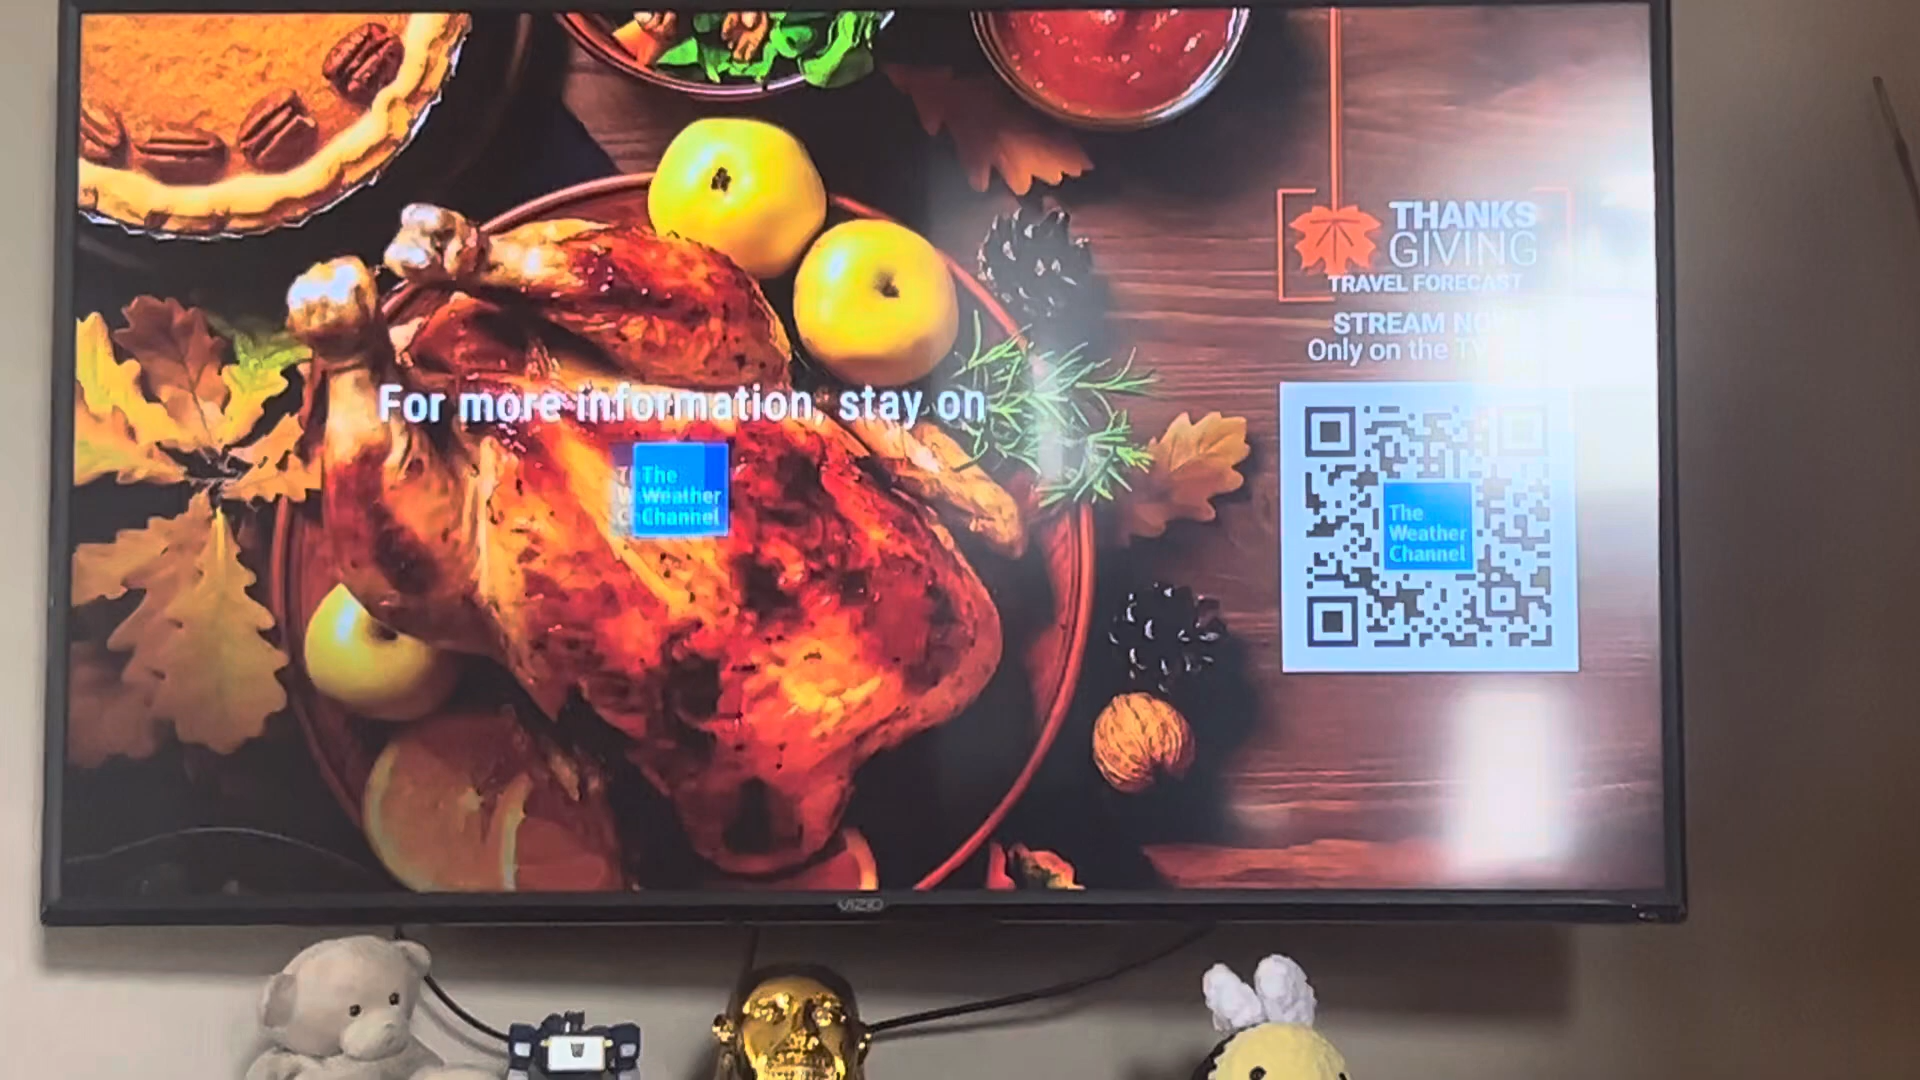 THANKS
GIVING
TRAVEL FORECAST
STREAM
Only on the
For more information, stay on
The
Weather
Channel
The
Weather
Channel
VIZIO